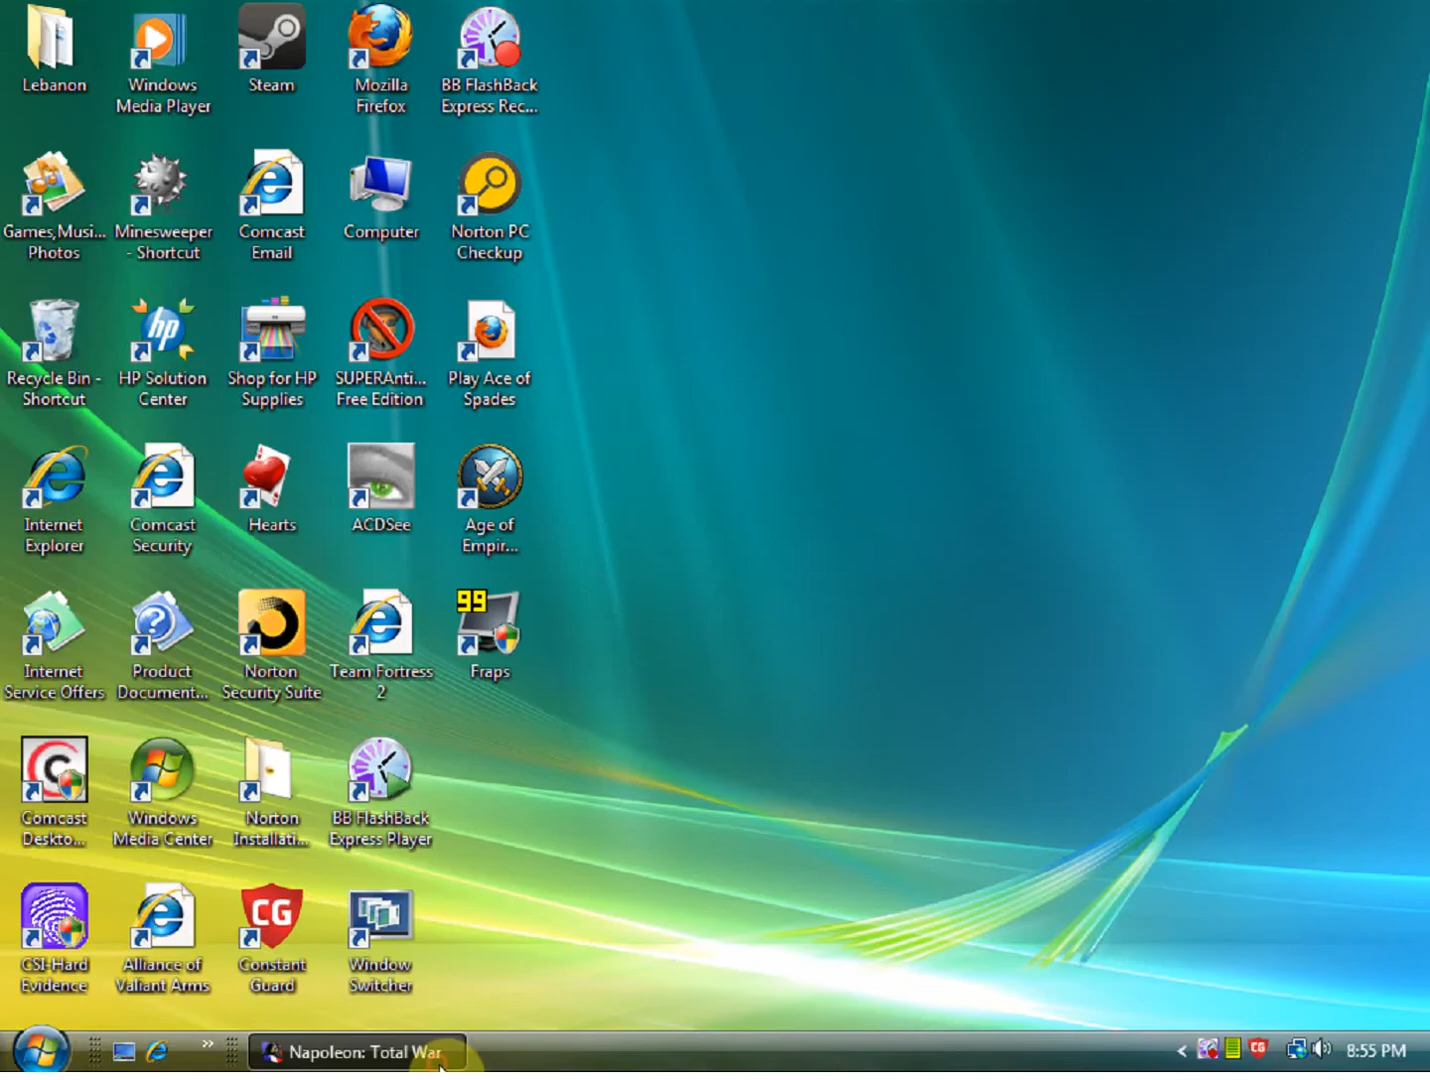 Lebanon
Windows
Media Player
Steam
Mozilla
Firefox
BB FlashBack
Express Rec...
Games,Musi...
Photos
Minesweeper
- Shortcut
Comcast
Email
Computer
Norton PC
Checkup
Recycle Bin -
Shortcut
hp
HP Solution
Center
Shop for HP
Supplies
SUPERAnti...
Free Edition
Play Ace of
Spades
Internet
Explorer
Comcast
Security
Hearts
ACDSee
Age of
Empir...
Internet
Service Offers
Product
Document...
Norton
Security Suite
Team Fortress
2
99
Fraps
Comcast
Deskto...
Windows
Media Center
Norton
Installati...
BB FlashBack
Express Player
CSI-Hard
Evidence
Alliance of
Valiant Arms
CG
Constant
Guard
Window
Switcher
Napoleon: Total War
CG
8:55 PM